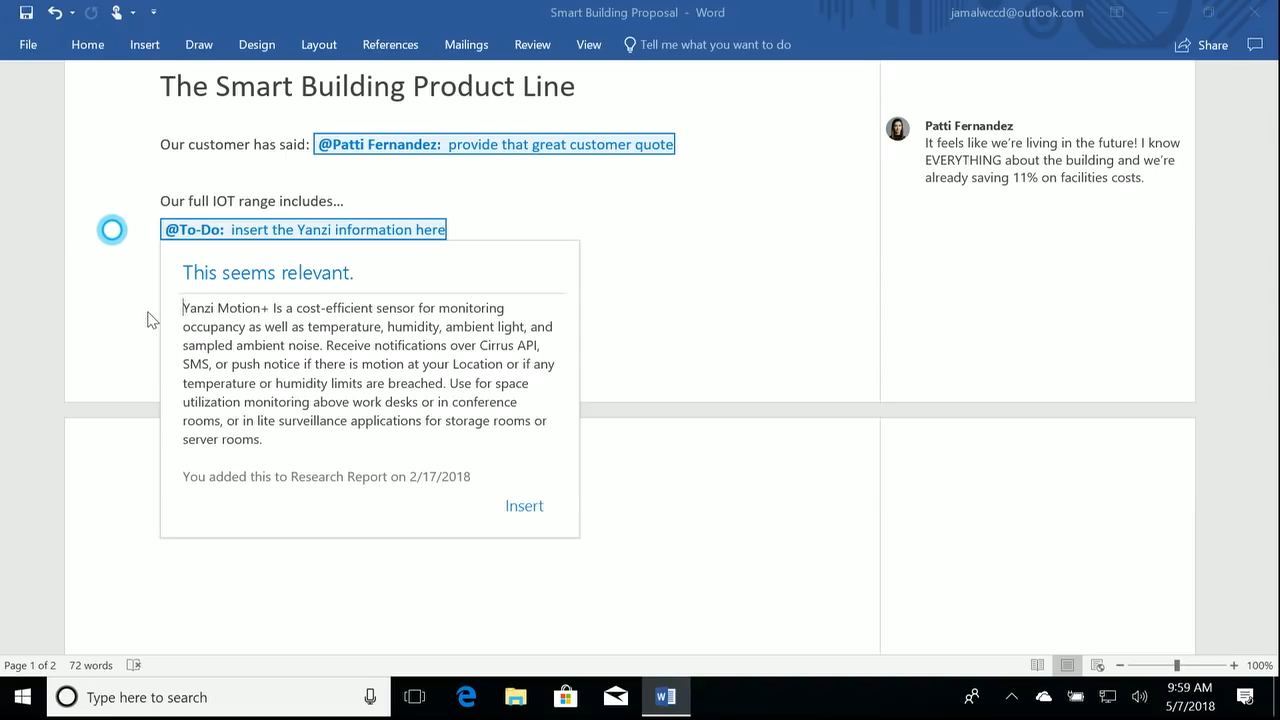 Smart Building Proposal - Word
jamalwccd@outlook.com
File Home Insert Draw Design Layout References Mailings Review View Tell me what you want to do Share
The Smart Building Product Line
Our customer has said: @Patti Fernandez: provide that great customer quote
Our full IOT range includes...
@To-Do: insert the Yanzi information here
This seems relevant.
Yanzi Motion+ Is a cost-efficient sensor for monitoring
occupancy as well as temperature, humidity, ambient light, and
sampled ambient noise. Receive notifications over Cirrus API,
SMS, or push notice if there is motion at your Location or if any
temperature or humidity limits are breached. Use for space
utilization monitoring above work desks or in conference
rooms, or in lite surveillance applications for storage rooms or
server rooms.
You added this to Research Report on 2/17/2018
Insert
Patti Fernandez
It feels like we're living in the future! I know
EVERYTHING about the building and we're
already saving 11% on facilities costs.
Page 1 of 2 72 words
100%
Type here to search
9:59 AM
5/7/2018